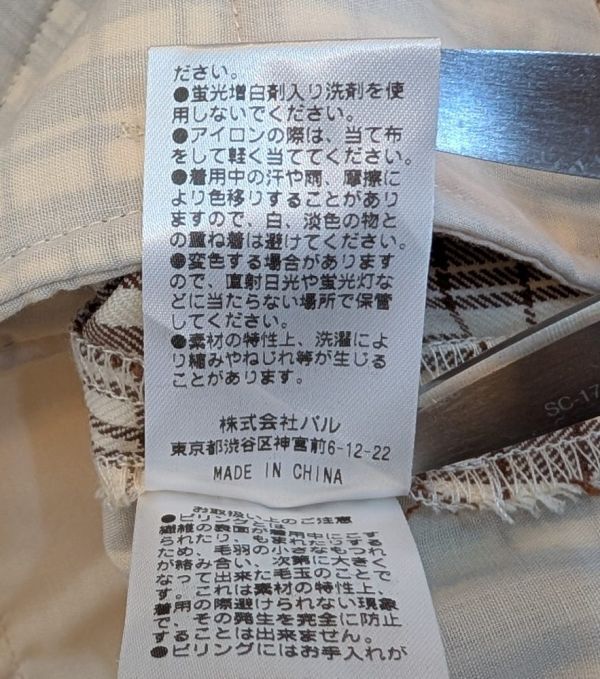 ださい。
●蛍光増白剤入り洗剤を使
用しないでください。
●アイロンの際は、当て布
をして軽く当ててください。
●着用中の汗や雨、摩擦に
より色移りすることがあり
ますので、白、淡色の物と
の重ね着は避けてください。
●変色する場合があります
ので、直射日光や蛍光灯な
どに当たらない場所で保管
してください。
●素材の特性上、洗濯によ
り縮みやねじれ等が生じる
ことがあります。
株式会社パル
東京都渋谷区神宮前6-12-22
MADE IN CHINA
SC-17
お取扱い上のご注意
●ピリングとは
繊維の表面が着用中にこす
られたり、もまれたりする
ため、毛羽の小さなもつれ
が絡み合い、次第に大きく
なって出来た毛玉のことで
す。これは素材の特性上、
着用の際避けられない現象
で、その発生を完全に防止
することは出来ません。
●ピリングにはお手入れが